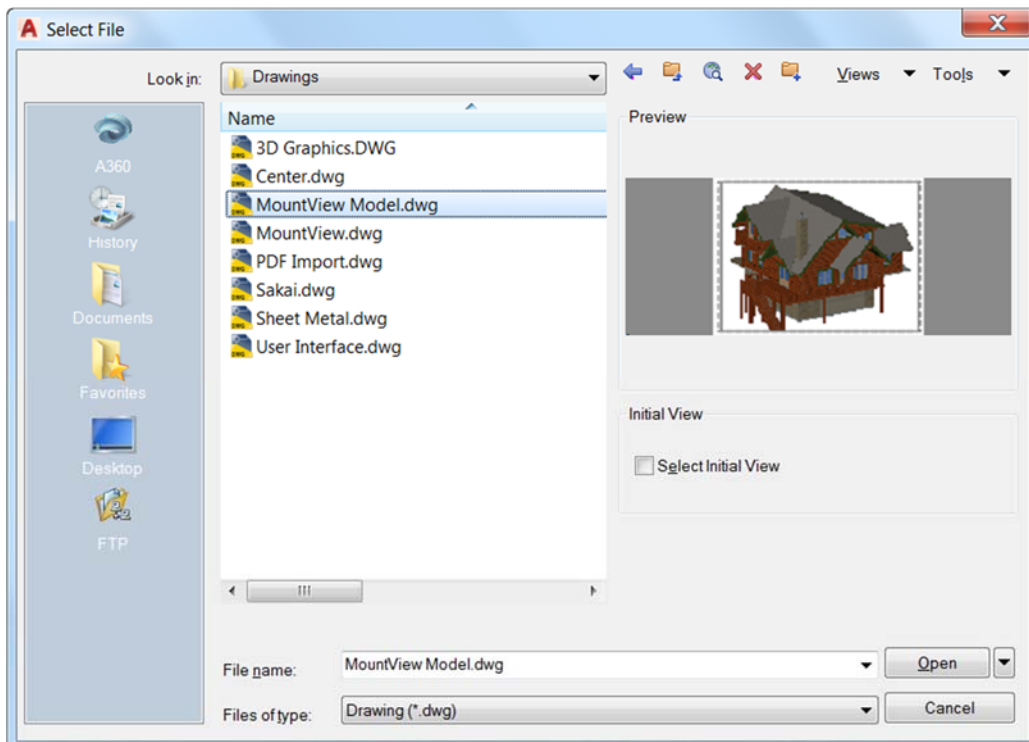 Select File
Look in:
Drawings
Views
Tools
A360
History
Documents
Favorites
Desktop
FTP
Name
3D Graphics.DWG
Center.dwg
MountView Model.dwg
MountView.dwg
PDF Import.dwg
Sakai.dwg
Sheet Metal.dwg
User Interface.dwg
Preview
Initial View
Select Initial View
File name:
MountView Model.dwg
Open
Files of type:
Drawing (*.dwg)
Cancel